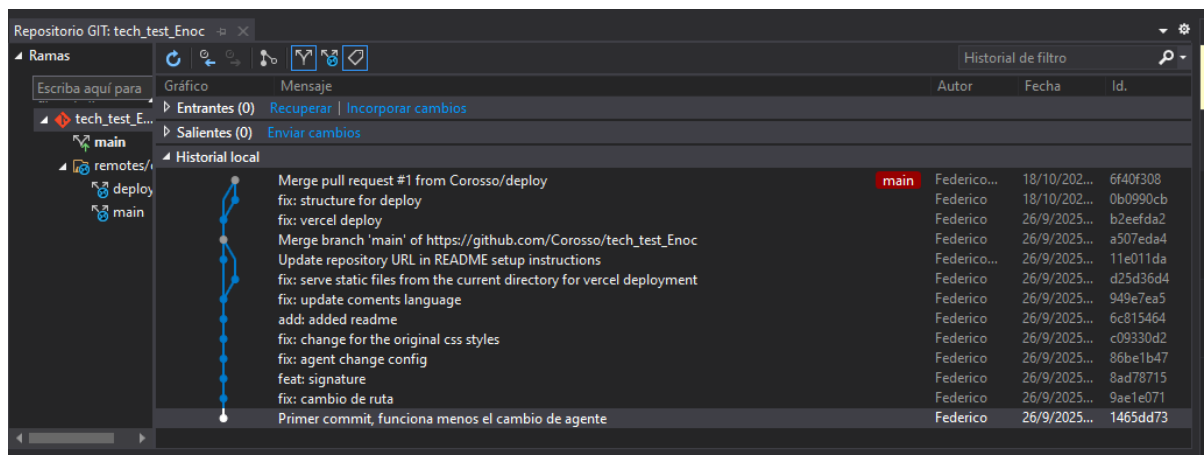 Repositorio GIT: tech_test_Enoc
Ramas
Historial de filtro
Escriba aquí para
Gráfico Mensaje Autor Fecha Id.
Entrantes (0) Recuperar | Incorporar cambios
tech_test_E...
Salientes (0) Enviar cambios
main
Historial local
remotes/
deploy
main
Merge pull request #1 from Corosso/deploy main Federico... 18/10/202... 6f40f308
fix: structure for deploy Federico 18/10/202... 0b0990cb
fix: vercel deploy Federico 26/9/2025... b2eefda2
Merge branch 'main' of https://github.com/Corosso/tech_test_Enoc Federico 26/9/2025... a507eda4
Update repository URL in README setup instructions Federico... 26/9/2025... 11e011da
fix: serve static files from the current directory for vercel deployment Federico 26/9/2025... d25d36d4
fix: update coments language Federico 26/9/2025... 949e7ea5
add: added readme Federico 26/9/2025... 6c815464
fix: change for the original css styles Federico 26/9/2025... c09330d2
fix: agent change config Federico 26/9/2025... 86be1b47
feat: signature Federico 26/9/2025... 8ad78715
fix: cambio de ruta Federico 26/9/2025... 9ae1e071
Primer commit, funciona menos el cambio de agente Federico 26/9/2025... 1465dd73